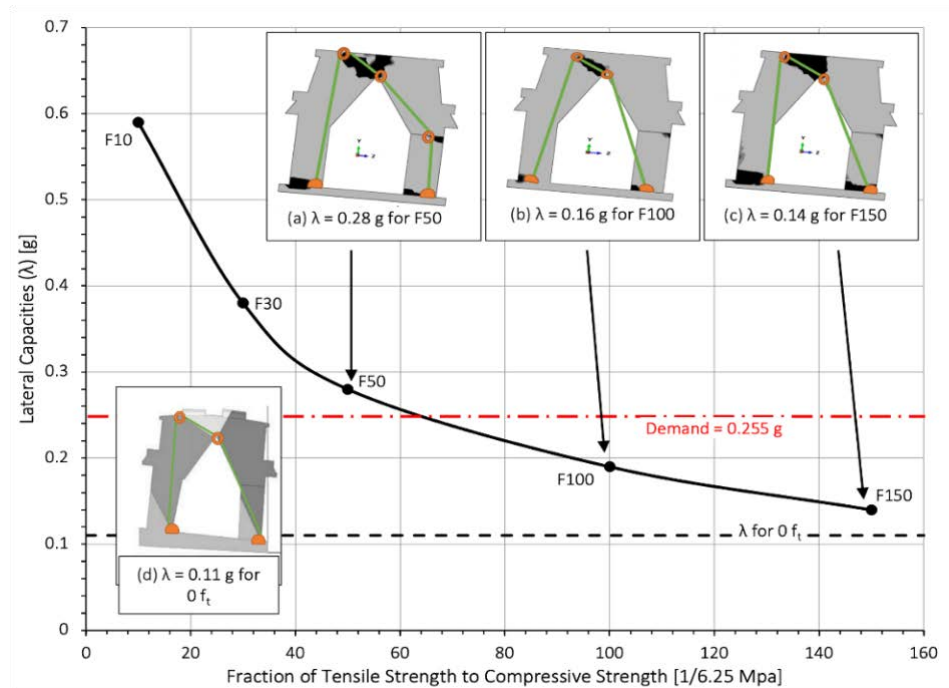 0.7
0.6
0.5
0.4
0.3
0.2
0.1
0
Lateral Capacities (λ) [g]
F10
F30
F50
F100
F150
(a) λ = 0.28 g for F50
(b) λ = 0.16 g for F100
(c) λ = 0.14 g for F150
Y
Z
Y
Z
Y
Z
Demand = 0.255 g
λ for 0 fₜ
(d) λ = 0.11 g for
0 fₜ
0 20 40 60 80 100 120 140 160
Fraction of Tensile Strength to Compressive Strength [1/6.25 Mpa]